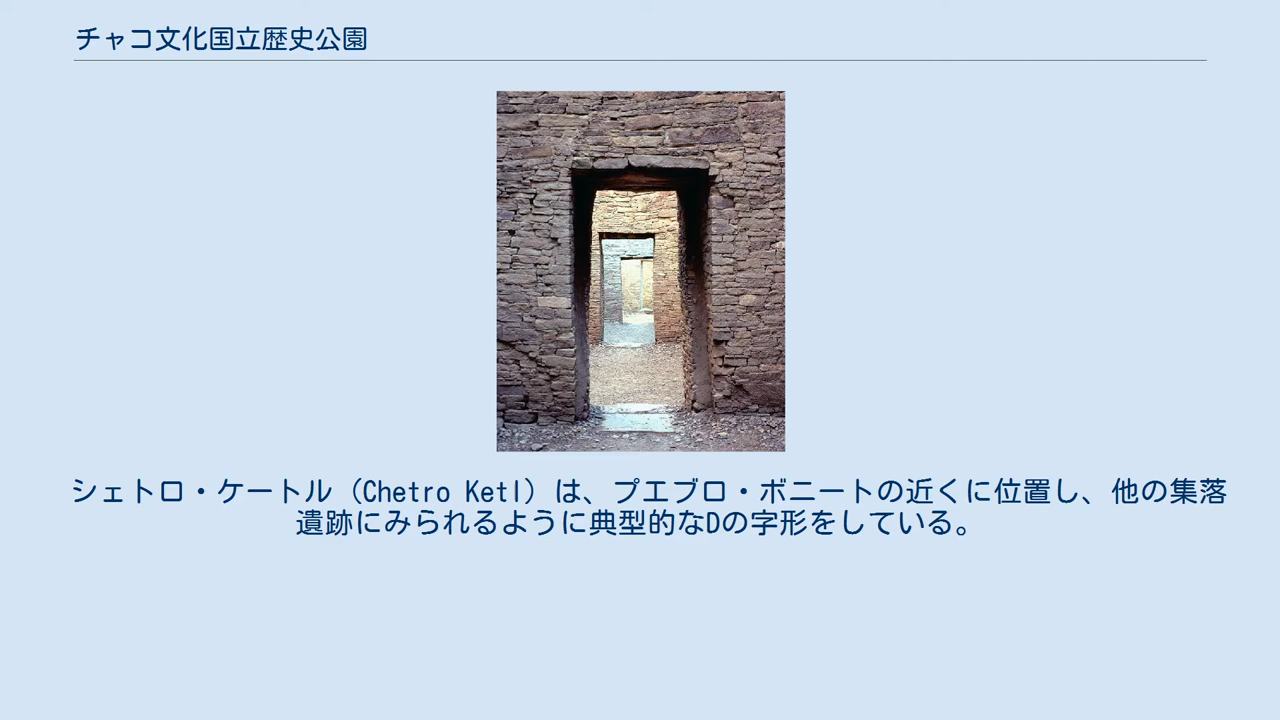 チャコ文化国立歴史公園
シェトロ・ケートル（Chetro Ketl）は、プエブロ・ボニートの近くに位置し、他の集落
遺跡にみられるように典型的なDの字形をしている。